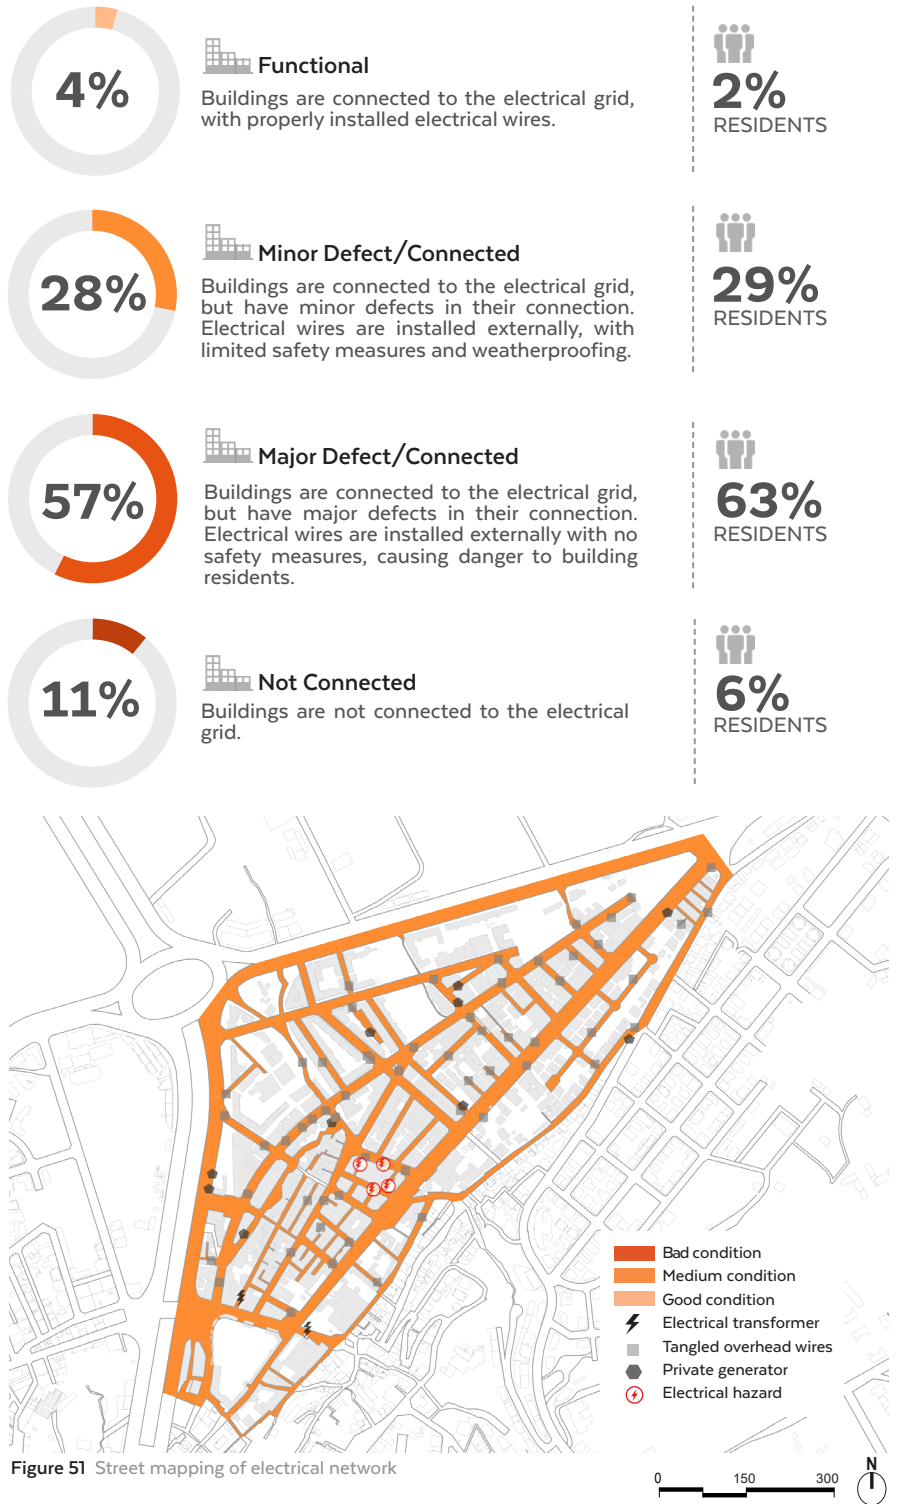 4%
Functional
Buildings are connected to the electrical grid,
with properly installed electrical wires.
2%
RESIDENTS
28%
Minor Defect/Connected
Buildings are connected to the electrical grid,
but have minor defects in their connection.
Electrical wires are installed externally, with
limited safety measures and weatherproofing.
29%
RESIDENTS
57%
Major Defect/Connected
Buildings are connected to the electrical grid,
but have major defects in their connection.
Electrical wires are installed externally with no
safety measures, causing danger to building
residents.
63%
RESIDENTS
11%
Not Connected
Buildings are not connected to the electrical
grid.
6%
RESIDENTS
Bad condition
Medium condition
Good condition
Electrical transformer
Tangled overhead wires
Private generator
Electrical hazard
Figure 51 Street mapping of electrical network
0 150 300
N